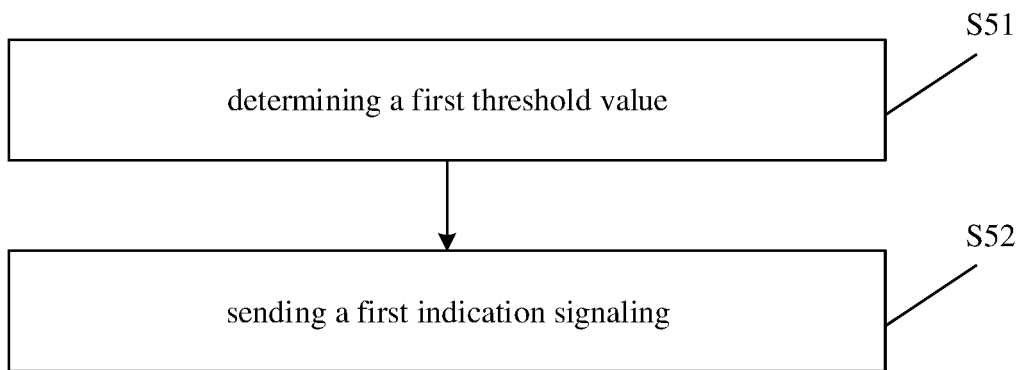 S51
determining a first threshold value
S52
sending a first indication signaling